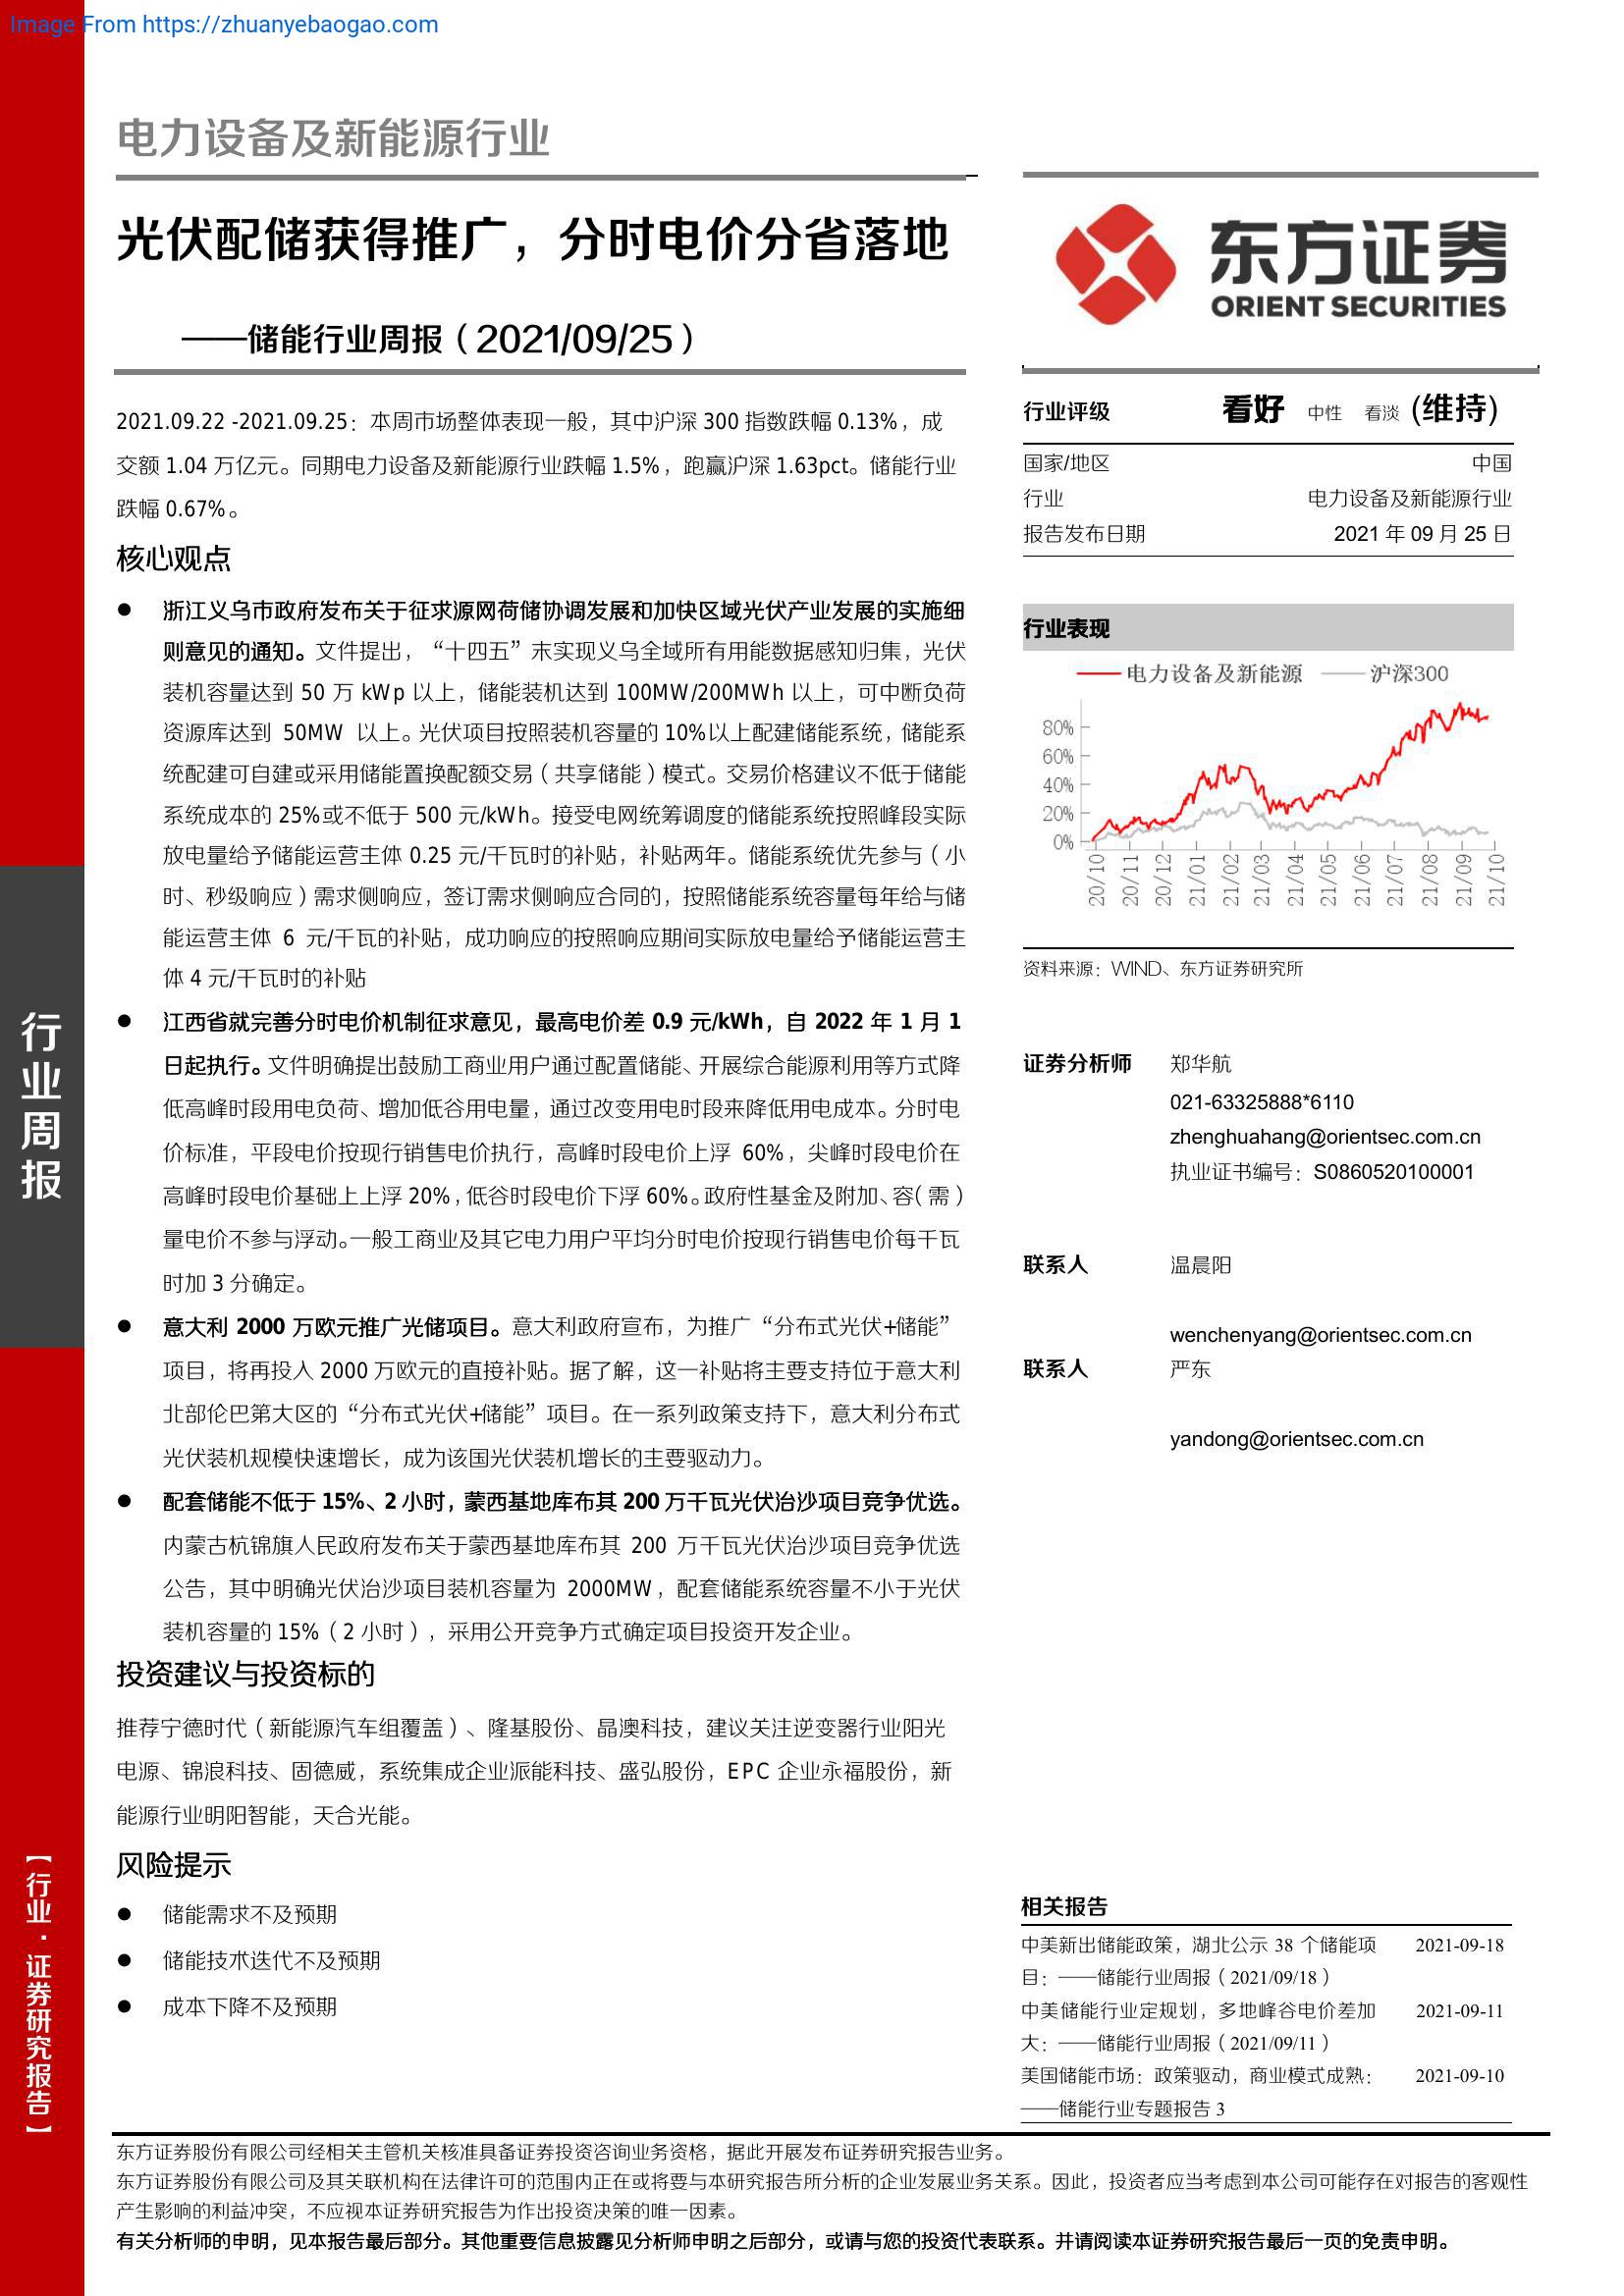 Image From https://zhuanyebaogao.com
电力设备及新能源行业
光伏配储获得推广，分时电价分省落地
——储能行业周报（2021/09/25）
2021.09.22 -2021.09.25：本周市场整体表现一般，其中沪深 300 指数跌幅 0.13%，成
交额 1.04 万亿元。同期电力设备及新能源行业跌幅 1.5%，跑赢沪深 1.63pct。储能行业
跌幅 0.67%。
核心观点
● 浙江义乌市政府发布关于征求源网荷储协调发展和加快区域光伏产业发展的实施细
则意见的通知。文件提出，“十四五”末实现义乌全域所有用能数据感知归集，光伏
装机容量达到 50 万 kWp 以上，储能装机达到 100MW/200MWh 以上，可中断负荷
资源库达到 50MW 以上。光伏项目按照装机容量的 10%以上配建储能系统，储能系
统配建可自建或采用储能置换配额交易（共享储能）模式。交易价格建议不低于储能
系统成本的 25%或不低于 500 元/kWh。接受电网统筹调度的储能系统按照峰段实际
放电量给予储能运营主体 0.25 元/千瓦时的补贴，补贴两年。储能系统优先参与（小
时、秒级响应）需求侧响应，签订需求侧响应合同的，按照储能系统容量每年给与储
能运营主体 6 元/千瓦的补贴，成功响应的按照响应期间实际放电量给予储能运营主
体 4 元/千瓦时的补贴
● 江西省就完善分时电价机制征求意见，最高电价差 0.9 元/kWh，自 2022 年 1 月 1
日起执行。文件明确提出鼓励工商业用户通过配置储能、开展综合能源利用等方式降
低高峰时段用电负荷、增加低谷用电量，通过改变用电时段来降低用电成本。分时电
价标准，平段电价按现行销售电价执行，高峰时段电价上浮 60%，尖峰时段电价在
高峰时段电价基础上上浮 20%，低谷时段电价下浮 60%。政府性基金及附加、容（需）
量电价不参与浮动。一般工商业及其它电力用户平均分时电价按现行销售电价每千瓦
时加 3 分确定。
● 意大利 2000 万欧元推广光储项目。意大利政府宣布，为推广“分布式光伏+储能”
项目，将再投入 2000 万欧元的直接补贴。据了解，这一补贴将主要支持位于意大利
北部伦巴第大区的“分布式光伏+储能”项目。在一系列政策支持下，意大利分布式
光伏装机规模快速增长，成为该国光伏装机增长的主要驱动力。
● 配套储能不低于 15%、2 小时，蒙西基地库布其 200 万千瓦光伏治沙项目竞争优选。
内蒙古杭锦旗人民政府发布关于蒙西基地库布其 200 万千瓦光伏治沙项目竞争优选
公告，其中明确光伏治沙项目装机容量为 2000MW，配套储能系统容量不小于光伏
装机容量的 15%（2 小时），采用公开竞争方式确定项目投资开发企业。
投资建议与投资标的
推荐宁德时代（新能源汽车组覆盖）、隆基股份、晶澳科技，建议关注逆变器行业阳光
电源、锦浪科技、固德威，系统集成企业派能科技、盛弘股份，EPC 企业永福股份，新
能源行业明阳智能，天合光能。
风险提示
● 储能需求不及预期
● 储能技术迭代不及预期
● 成本下降不及预期
东方证券
ORIENT SECURITIES
行业评级 看好 中性 看淡 (维持)
国家/地区 中国
行业 电力设备及新能源行业
报告发布日期 2021 年 09 月 25 日
行业表现
电力设备及新能源 沪深300
80%
60%
40%
20%
0%
20/10 20/11 20/12 21/01 21/02 21/03 21/04 21/05 21/06 21/07 21/08 21/09 21/10
资料来源：WIND、东方证券研究所
证券分析师 郑华航
021-63325888*6110
zhenghuahang@orientsec.com.cn
执业证书编号：S0860520100001
联系人 温晨阳
wenchenyang@orientsec.com.cn
联系人 严东
yandong@orientsec.com.cn
相关报告
中美新出储能政策，湖北公示 38 个储能项 2021-09-18
目：——储能行业周报（2021/09/18）
中美储能行业定规划，多地峰谷电价差加 2021-09-11
大：——储能行业周报（2021/09/11）
美国储能市场：政策驱动，商业模式成熟： 2021-09-10
——储能行业专题报告 3
行业周报
【行业·证券研究报告】
东方证券股份有限公司经相关主管机关核准具备证券投资咨询业务资格，据此开展发布证券研究报告业务。
东方证券股份有限公司及其关联机构在法律许可的范围内正在或将要与本研究报告所分析的企业发展业务关系。因此，投资者应当考虑到本公司可能存在对报告的客观性
产生影响的利益冲突，不应视本证券研究报告为作出投资决策的唯一因素。
有关分析师的申明，见本报告最后部分。其他重要信息披露见分析师申明之后部分，或请与您的投资代表联系。并请阅读本证券研究报告最后一页的免责申明。